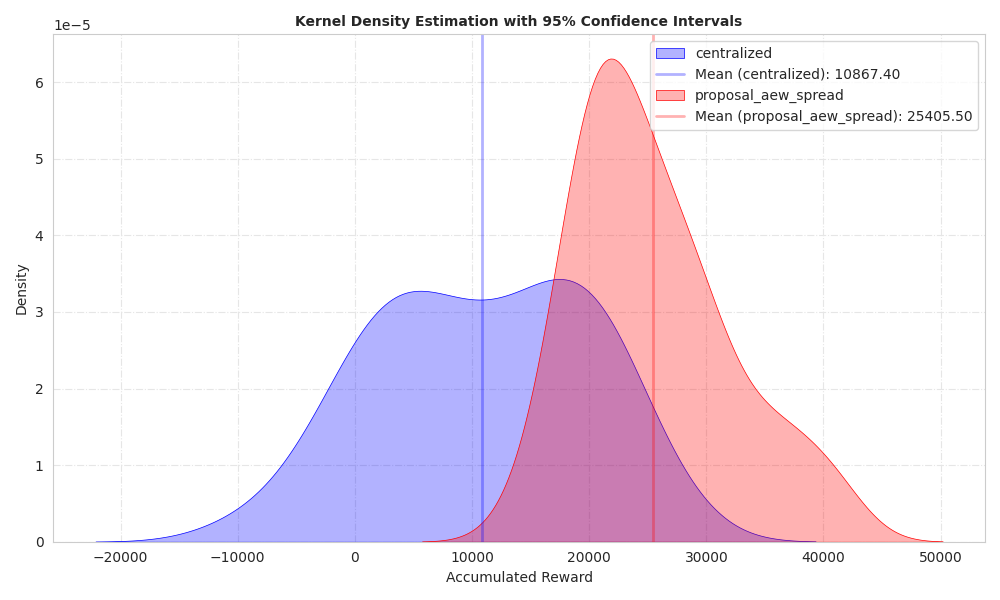 Kernel Density Estimation with 95% Confidence Intervals
1e−5
centralized
Mean (centralized): 10867.40
proposal_aew_spread
Mean (proposal_aew_spread): 25405.50
6
5
4
3
2
1
0
Density
−20000 −10000 0 10000 20000 30000 40000 50000
Accumulated Reward